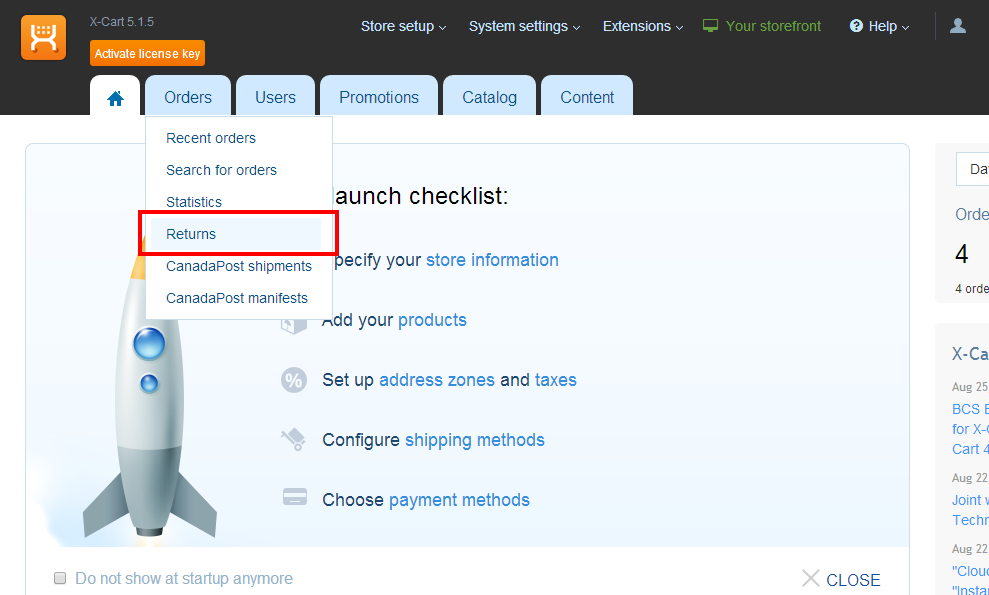 X-Cart 5.1.5
Activate license key
Store setup
System settings
Extensions
Your storefront
Help
Orders
Users
Promotions
Catalog
Content
Recent orders
Search for orders
Statistics
Returns
CanadaPost shipments
CanadaPost manifests
launch checklist:
pecify your store information
Add your products
% Set up address zones and taxes
Configure shipping methods
Choose payment methods
Do not show at startup anymore
CLOSE
Da
Orde
4
4 orde
X-Ca
Aug 25
BCS
for X-
Cart 4
Aug 22
Joint
Techn
Aug 22
"Clou
"Insta